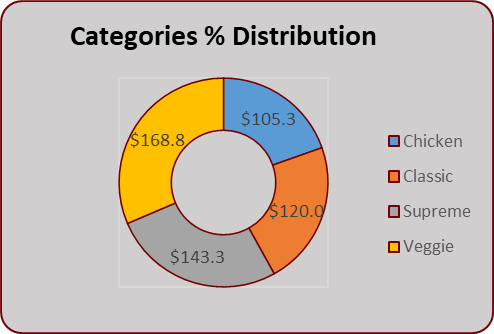 Categories % Distribution
$105.3
$168.8
$120.0
$143.3
Chicken
Classic
Supreme
Veggie